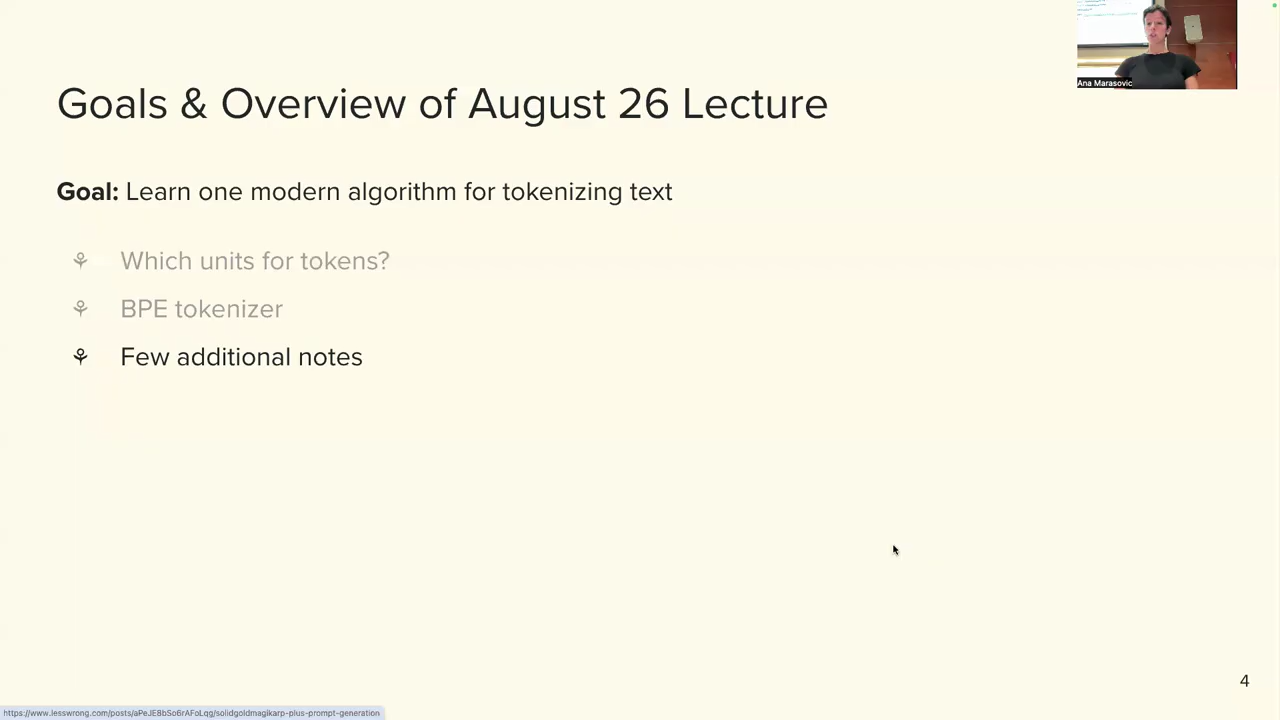 Ana Marasovic
Goals & Overview of August 26 Lecture
Goal: Learn one modern algorithm for tokenizing text
Which units for tokens?
BPE tokenizer
Few additional notes
4
https://www.lesswrong.com/posts/aPeJE8bSo6rAFoLqg/solidgoldmagikarp-plus-prompt-generation